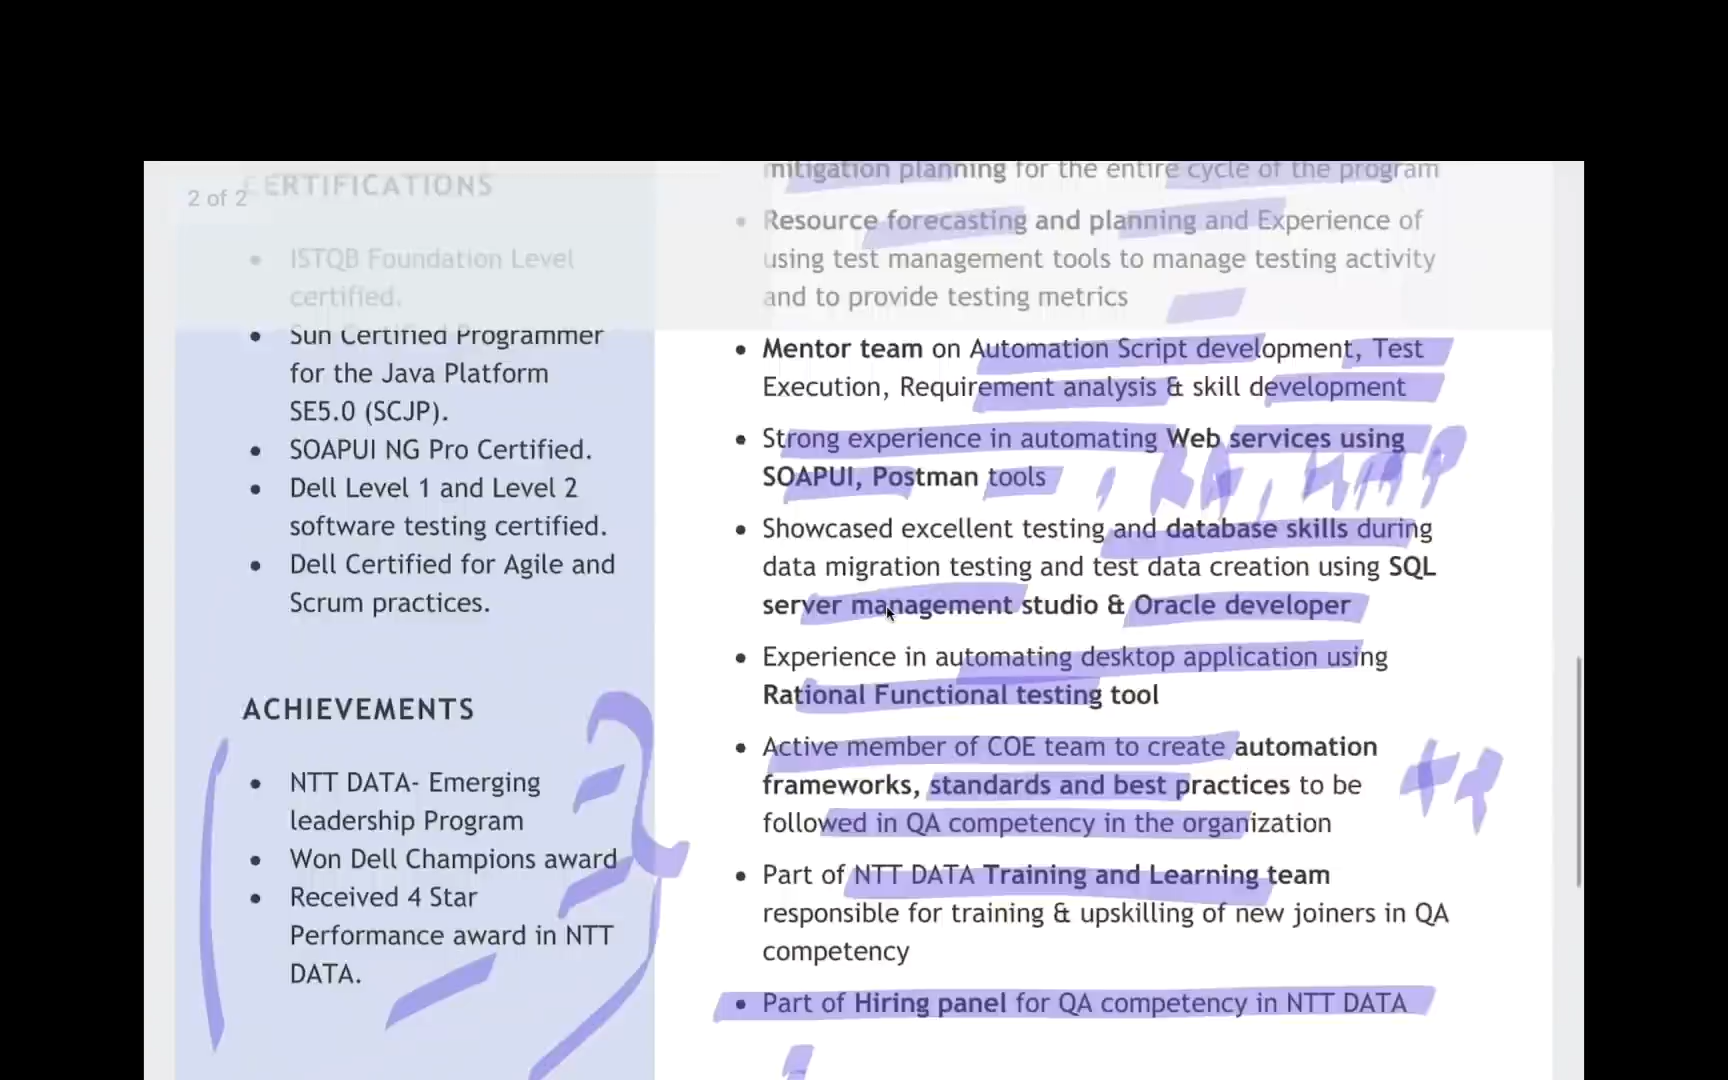 2 of 2
CERTIFICATIONS
ISTQB Foundation Level
certified.
Sun Certified Programmer
for the Java Platform
SE5.0 (SCJP).
SOAPUI NG Pro Certified.
Dell Level 1 and Level 2
software testing certified.
Dell Certified for Agile and
Scrum practices.
ACHIEVEMENTS
NTT DATA- Emerging
leadership Program
Won Dell Champions award
Received 4 Star
Performance award in NTT
DATA.
mitigation planning for the entire cycle of the program
Resource forecasting and planning and Experience of
using test management tools to manage testing activity
and to provide testing metrics
Mentor team on Automation Script development, Test
Execution, Requirement analysis & skill development
Strong experience in automating Web services using
SOAPUI, Postman tools
Showcased excellent testing and database skills during
data migration testing and test data creation using SQL
server management studio & Oracle developer
Experience in automating desktop application using
Rational Functional testing tool
Active member of COE team to create automation
frameworks, standards and best practices to be
followed in QA competency in the organization
Part of NTT DATA Training and Learning team
responsible for training & upskilling of new joiners in QA
competency
Part of Hiring panel for QA competency in NTT DATA